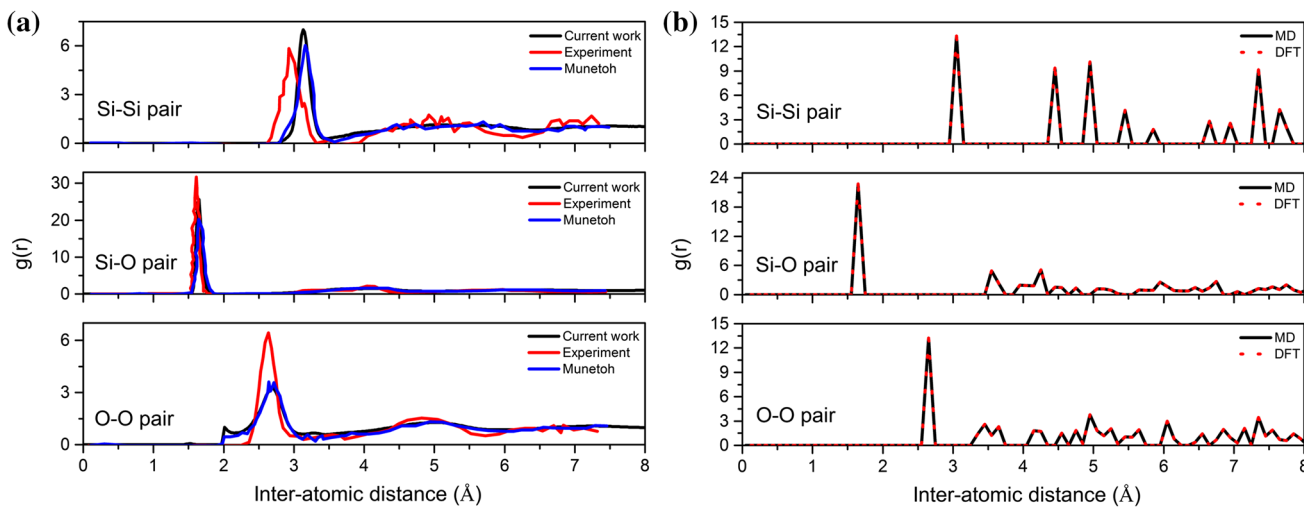 (a)
6
3
0
Si-Si pair
Current work
Experiment
Munetoh
30
20
10
0
g(r)
Si-O pair
Current work
Experiment
Munetoh
6
3
0
O-O pair
Current work
Experiment
Munetoh
0 1 2 3 4 5 6 7 8
Inter-atomic distance (Å)
(b)
15
12
9
6
3
0
Si-Si pair
MD
DFT
24
18
12
6
0
g(r)
Si-O pair
MD
DFT
15
12
9
6
3
0
O-O pair
MD
DFT
0 1 2 3 4 5 6 7 8
Inter-atomic distance (Å)